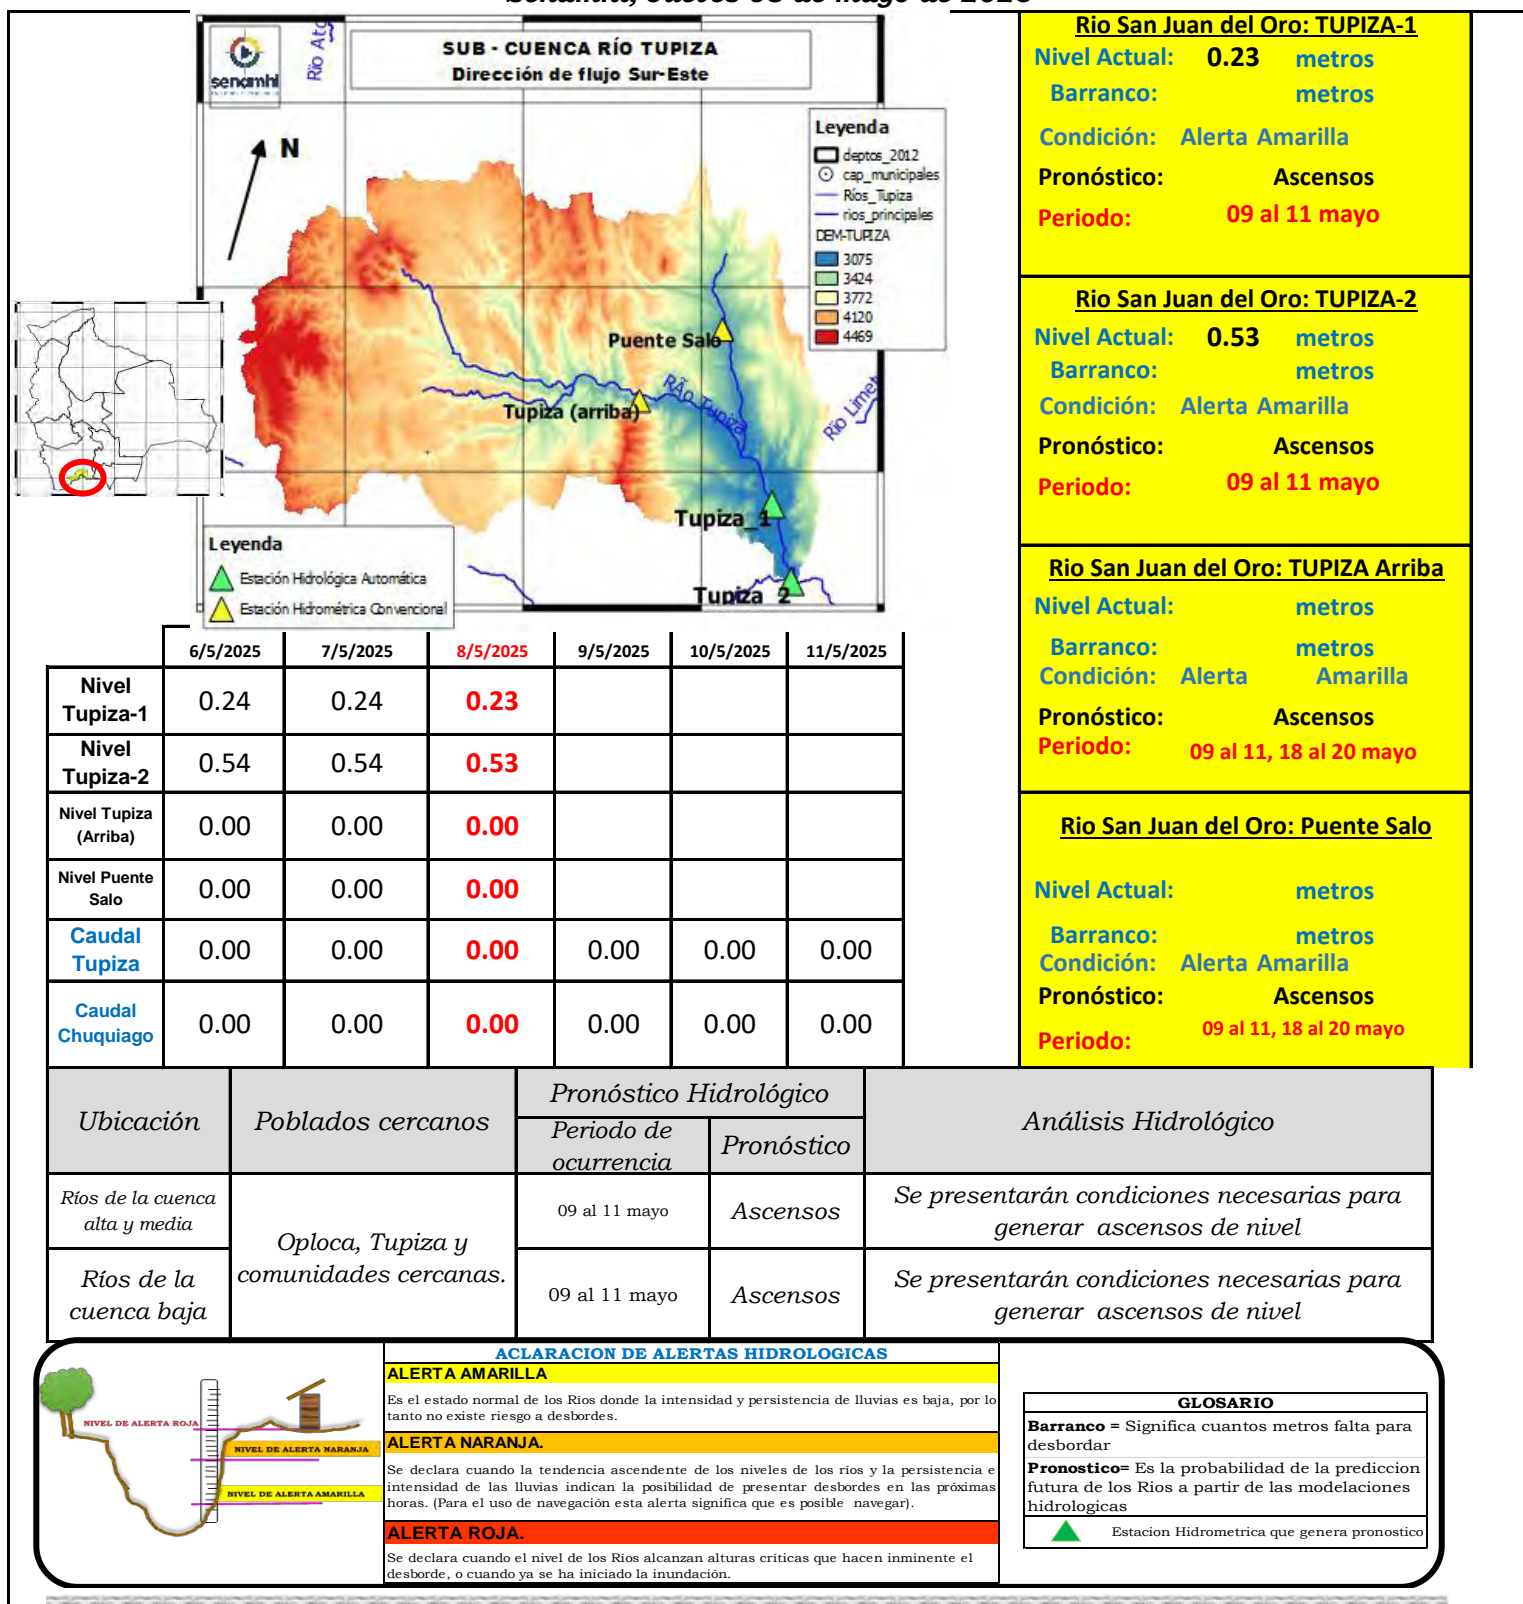 SUB - CUENCA RÍO TUPIZA
Dirección de flujo Sur-Este
senamhi
Rio Ato
N
Leyenda
deptos_2012
cap_municipales
Ríos_Tupiza
rios_principales
DEM-TUPIZA
3075
3424
3772
4120
4469
Puente Salo
Tupiza (arriba)
RÃ­o Tupiza
Rio Limet
Tupiza_1
Tupiza_2
Leyenda
Estación Hidrológica Automática
Estación Hidrométrica Convencional
Rio San Juan del Oro: TUPIZA-1
Nivel Actual: 0.23 metros
Barranco: metros
Condición: Alerta Amarilla
Pronóstico: Ascensos
Periodo: 09 al 11 mayo
Rio San Juan del Oro: TUPIZA-2
Nivel Actual: 0.53 metros
Barranco: metros
Condición: Alerta Amarilla
Pronóstico: Ascensos
Periodo: 09 al 11 mayo
Rio San Juan del Oro: TUPIZA Arriba
Nivel Actual: metros
Barranco: metros
Condición: Alerta Amarilla
Pronóstico: Ascensos
Periodo: 09 al 11, 18 al 20 mayo
Rio San Juan del Oro: Puente Salo
Nivel Actual: metros
Barranco: metros
Condición: Alerta Amarilla
Pronóstico: Ascensos
Periodo: 09 al 11, 18 al 20 mayo
6/5/2025 7/5/2025 8/5/2025 9/5/2025 10/5/2025 11/5/2025
Nivel
Tupiza-1 0.24 0.24 0.23
Nivel
Tupiza-2 0.54 0.54 0.53
Nivel Tupiza
(Arriba) 0.00 0.00 0.00
Nivel Puente
Salo 0.00 0.00 0.00
Caudal
Tupiza 0.00 0.00 0.00 0.00 0.00 0.00
Caudal
Chuquiago 0.00 0.00 0.00 0.00 0.00 0.00
Ubicación Poblados cercanos Pronóstico Hidrológico Análisis Hidrológico
Periodo de
ocurrencia Pronóstico
Ríos de la cuenca
alta y media
Oploca, Tupiza y
comunidades cercanas.
09 al 11 mayo Ascensos
Se presentarán condiciones necesarias para
generar ascensos de nivel
Ríos de la
cuenca baja
09 al 11 mayo Ascensos
Se presentarán condiciones necesarias para
generar ascensos de nivel
NIVEL DE ALERTA ROJA
NIVEL DE ALERTA NARANJA
NIVEL DE ALERTA AMARILLA
ACLARACION DE ALERTAS HIDROLOGICAS
ALERTA AMARILLA
Es el estado normal de los Rios donde la intensidad y persistencia de lluvias es baja, por lo
tanto no existe riesgo a desbordes.
ALERTA NARANJA.
Se declara cuando la tendencia ascendente de los niveles de los ríos y la persistencia e
intensidad de las lluvias indican la posibilidad de presentar desbordes en las próximas
horas. (Para el uso de navegación esta alerta significa que es posible navegar).
ALERTA ROJA.
Se declara cuando el nivel de los Ríos alcanzan alturas críticas que hacen inminente el
desborde, o cuando ya se ha iniciado la inundación.
GLOSARIO
Barranco = Significa cuantos metros falta para
desbordar
Pronostico= Es la probabilidad de la prediccion
futura de los Rios a partir de las modelaciones
hidrologicas
Estacion Hidrometrica que genera pronostico